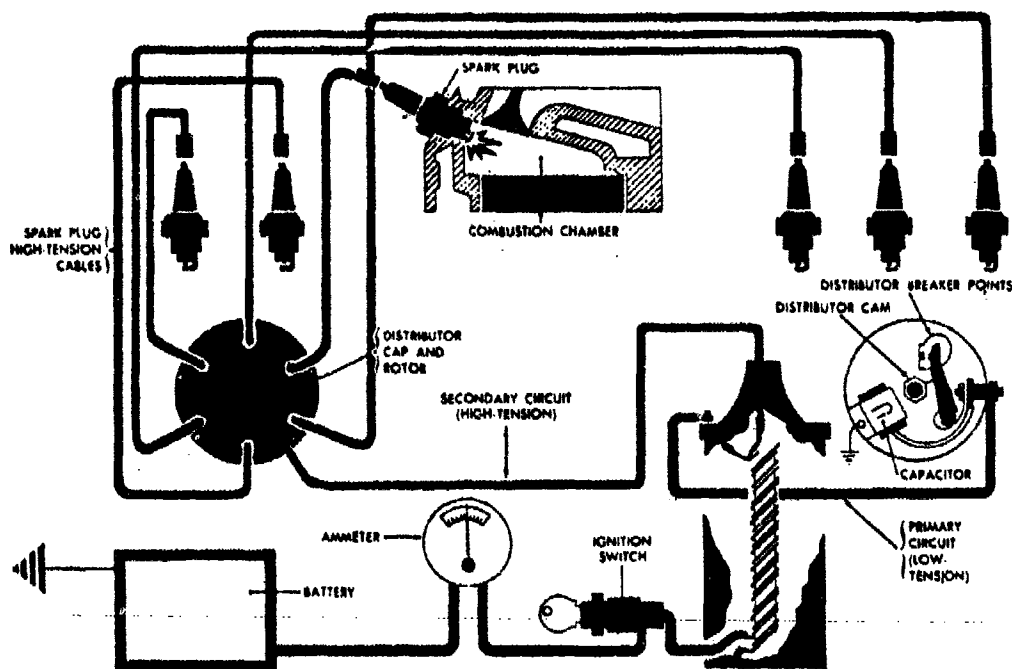 SPARK PLUG
COMBUSTION CHAMBER
SPARK PLUG
HIGH-TENSION
CABLES
DISTRIBUTOR BREAKER POINTS
DISTRIBUTOR CAM
DISTRIBUTOR
CAP AND
ROTOR
SECONDARY CIRCUIT
(HIGH-TENSION)
CAPACITOR
AMMETER
IGNITION
SWITCH
PRIMARY
CIRCUIT
(LOW-
TENSION)
BATTERY